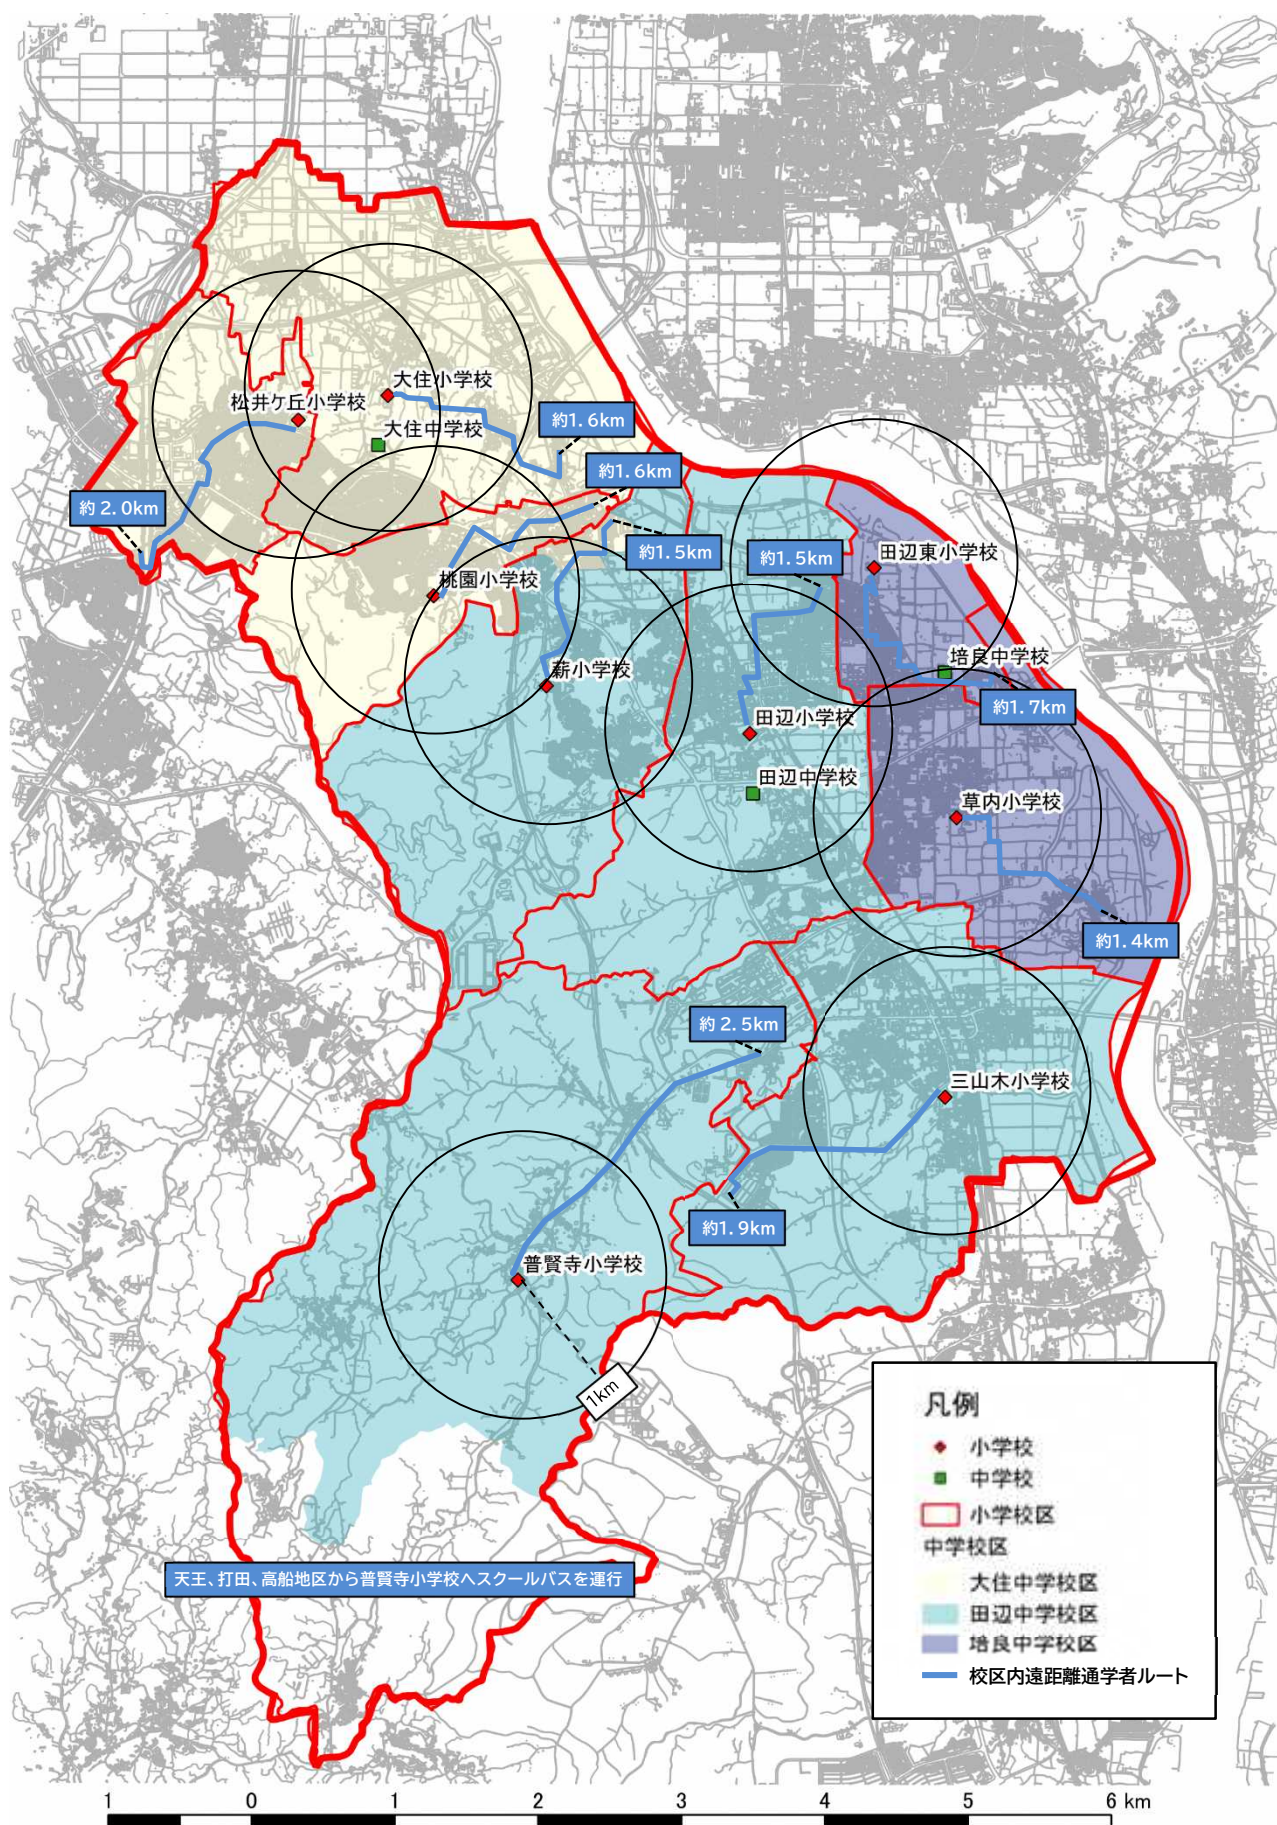 大住小学校
松井ケ丘小学校
大住中学校
約1.6km
約1.6km
約2.0km
約1.5km
約1.5km
田辺東小学校
桃園小学校
培良中学校
薪小学校
約1.7km
田辺小学校
田辺中学校
草内小学校
約1.4km
約2.5km
三山木小学校
約1.9km
普賢寺小学校
1km
凡例
小学校
中学校
小学校区
中学校区
大住中学校区
田辺中学校区
培良中学校区
校区内遠距離通学者ルート
天王、打田、高船地区から普賢寺小学校へスクールバスを運行
1 0 1 2 3 4 5 6 km